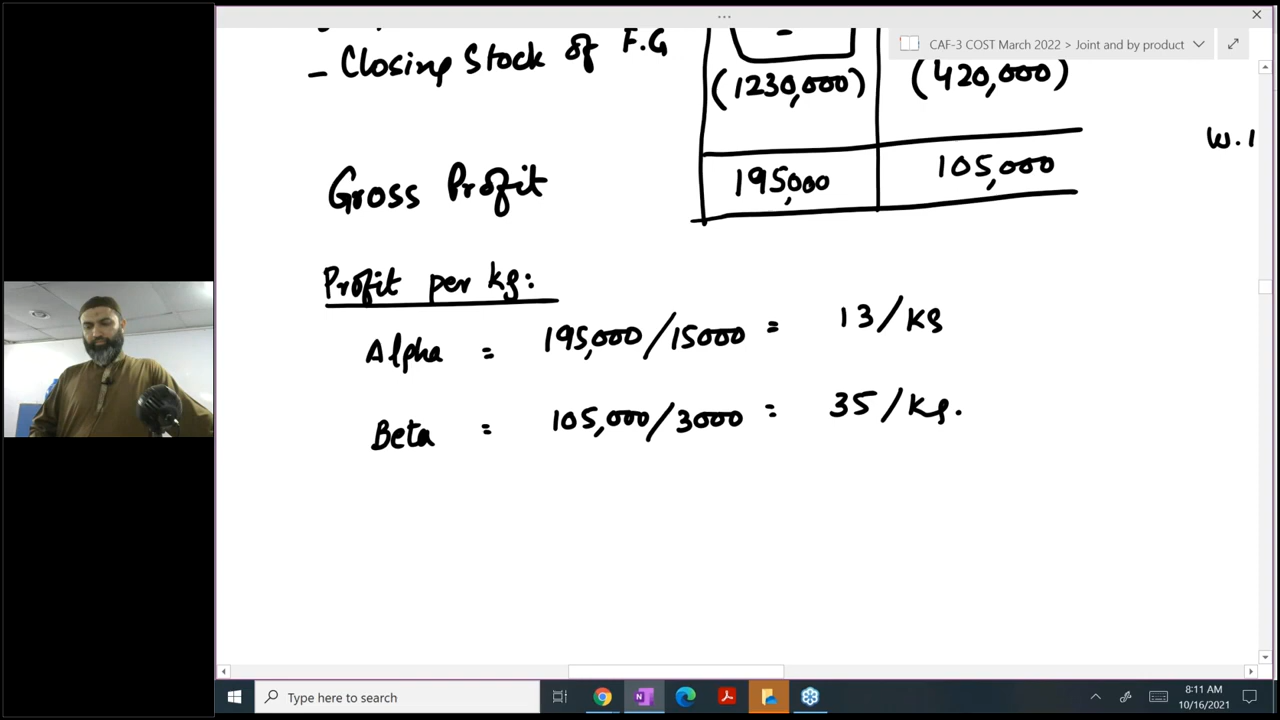 CAF-3 COST March 2022 > Joint and by product
- Closing Stock of F.G
(1230,000) (420,000)
W.1
Gross Profit 195,000 105,000
Profit per kg:
Alpha = 195,000/15000 = 13/kg
Beta = 105,000/3000 = 35/kg.
Type here to search
8:11 AM
10/16/2021